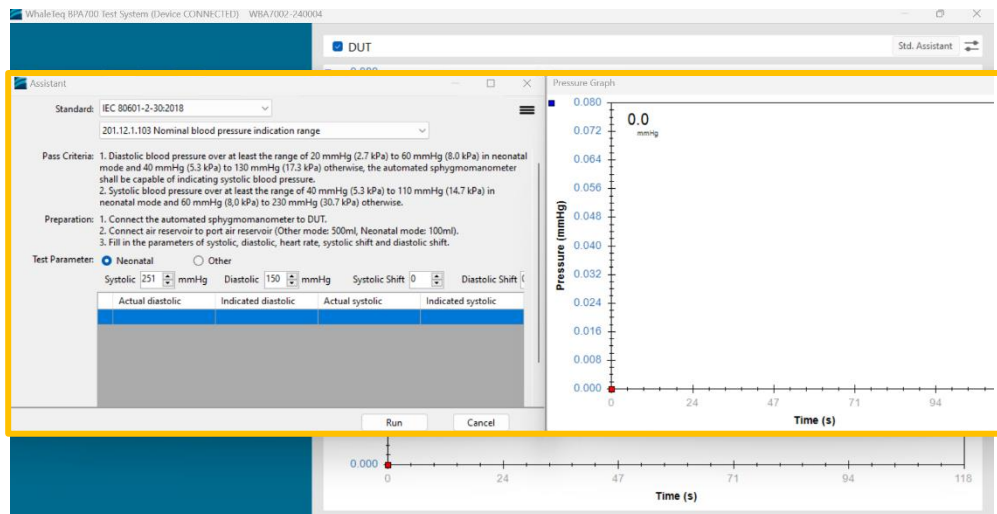 WhaleTeq BPA700 Test System (Device CONNECTED) WBA7002-240004
DUT
Std. Assistant
Assistant
Standard: IEC 80601-2-30:2018
201.12.1.103 Nominal blood pressure indication range
Pass Criteria: 1. Diastolic blood pressure over at least the range of 20 mmHg (2.7 kPa) to 60 mmHg (8.0 kPa) in neonatal
mode and 40 mmHg (5.3 kPa) to 130 mmHg (17.3 kPa) otherwise, the automated sphygmomanometer
shall be capable of indicating systolic blood pressure.
2. Systolic blood pressure over at least the range of 40 mmHg (5.3 kPa) to 110 mmHg (14.7 kPa) in
neonatal mode and 60 mmHg (8,0 kPa) to 230 mmHg (30.7 kPa) otherwise.
Preparation: 1. Connect the automated sphygmomanometer to DUT.
2. Connect air reservoir to port air reservoir (Other mode: 500ml, Neonatal mode: 100ml).
3. Fill in the parameters of systolic, diastolic, heart rate, systolic shift and diastolic shift.
Test Parameter: Neonatal Other
Systolic 251 mmHg Diastolic 150 mmHg Systolic Shift 0 Diastolic Shift
Actual diastolic Indicated diastolic Actual systolic Indicated systolic
Run Cancel
Pressure Graph
0.080
0.072
0.064
0.056
0.048
0.040
0.032
0.024
0.016
0.008
0.000
Pressure (mmHg)
0.0
mmHg
0 24 47 71 94
Time (s)
0.000
0 24 47 71 94 118
Time (s)